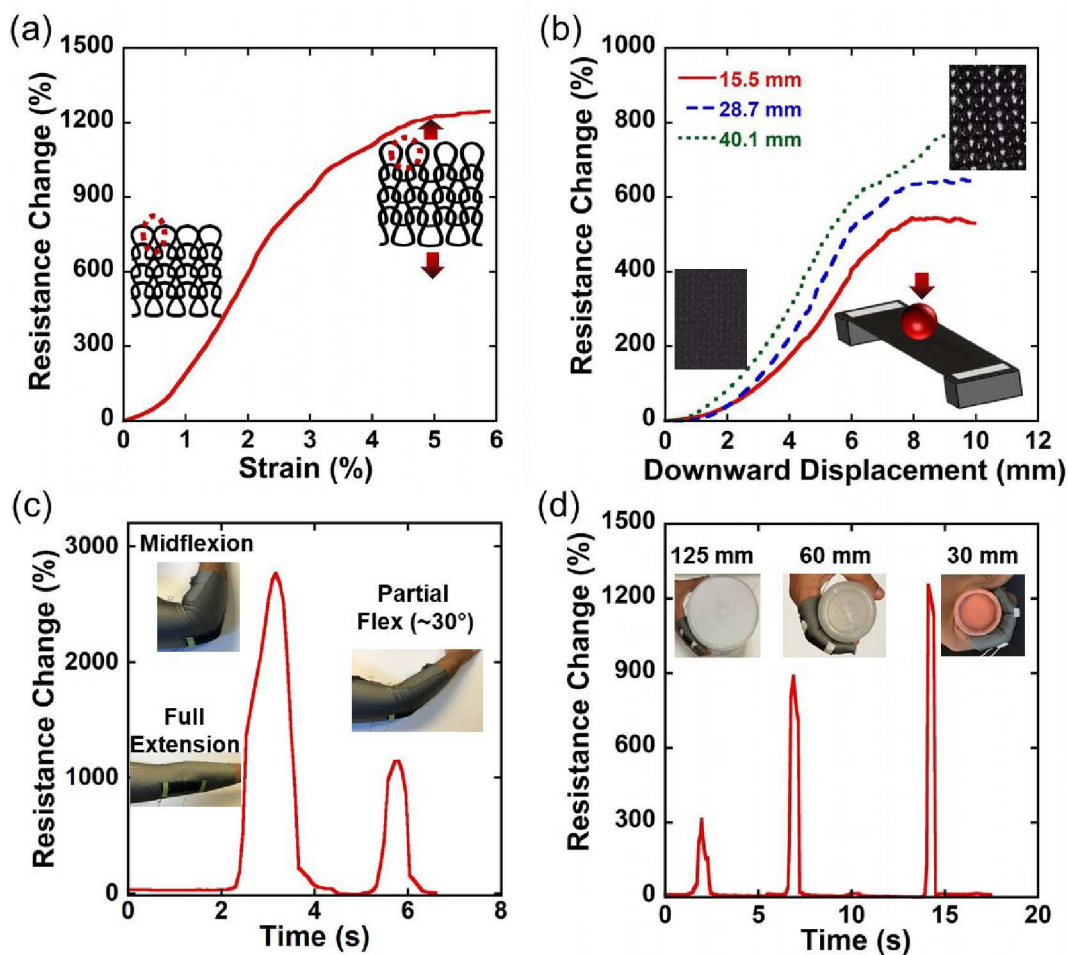 (a)
1500
1200
900
600
300
0
0 1 2 3 4 5 6
Resistance Change (%)
Strain (%)
(b)
1000
800
600
400
200
0
0 2 4 6 8 10 12
Resistance Change (%)
Downward Displacement (mm)
15.5 mm
28.7 mm
40.1 mm
(c)
3000
2000
1000
0
0 2 4 6 8
Resistance Change (%)
Time (s)
Midflexion
Full
Extension
Partial
Flex (~30°)
(d)
1500
1200
900
600
300
0
0 5 10 15 20
Resistance Change (%)
Time (s)
125 mm
60 mm
30 mm